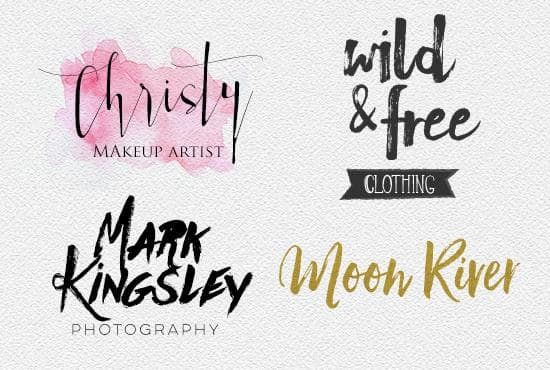 Christy
MAKEUP ARTIST
wild
& free
CLOTHING
MARK
KINGSLEY
PHOTOGRAPHY
Moon River